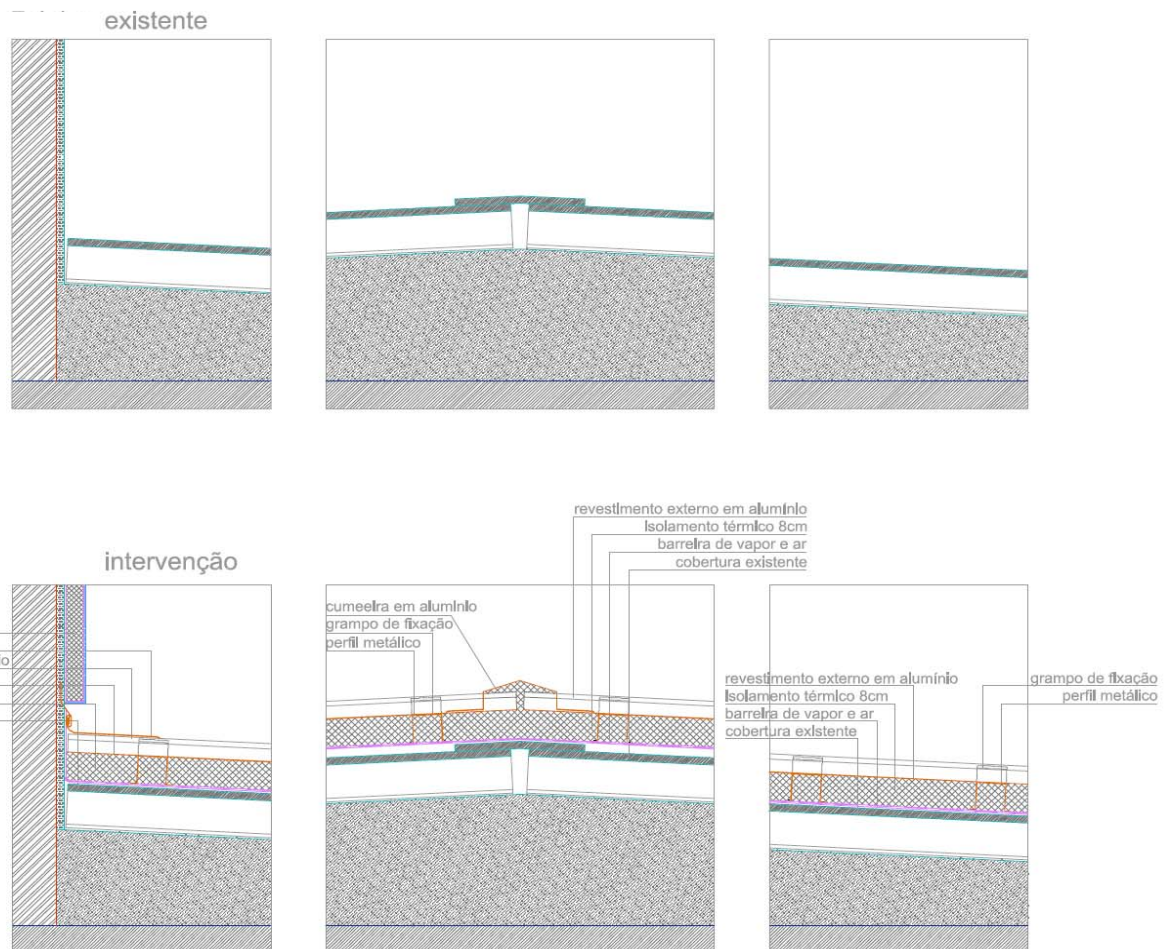 existente
intervenção
revestimento externo em alumínio
isolamento térmico 8cm
barreira de vapor e ar
cobertura existente
cumeeira em alumínio
grampo de fixação
perfil metálico
revestimento externo em alumínio
isolamento térmico 8cm
barreira de vapor e ar
cobertura existente
grampo de fixação
perfil metálico